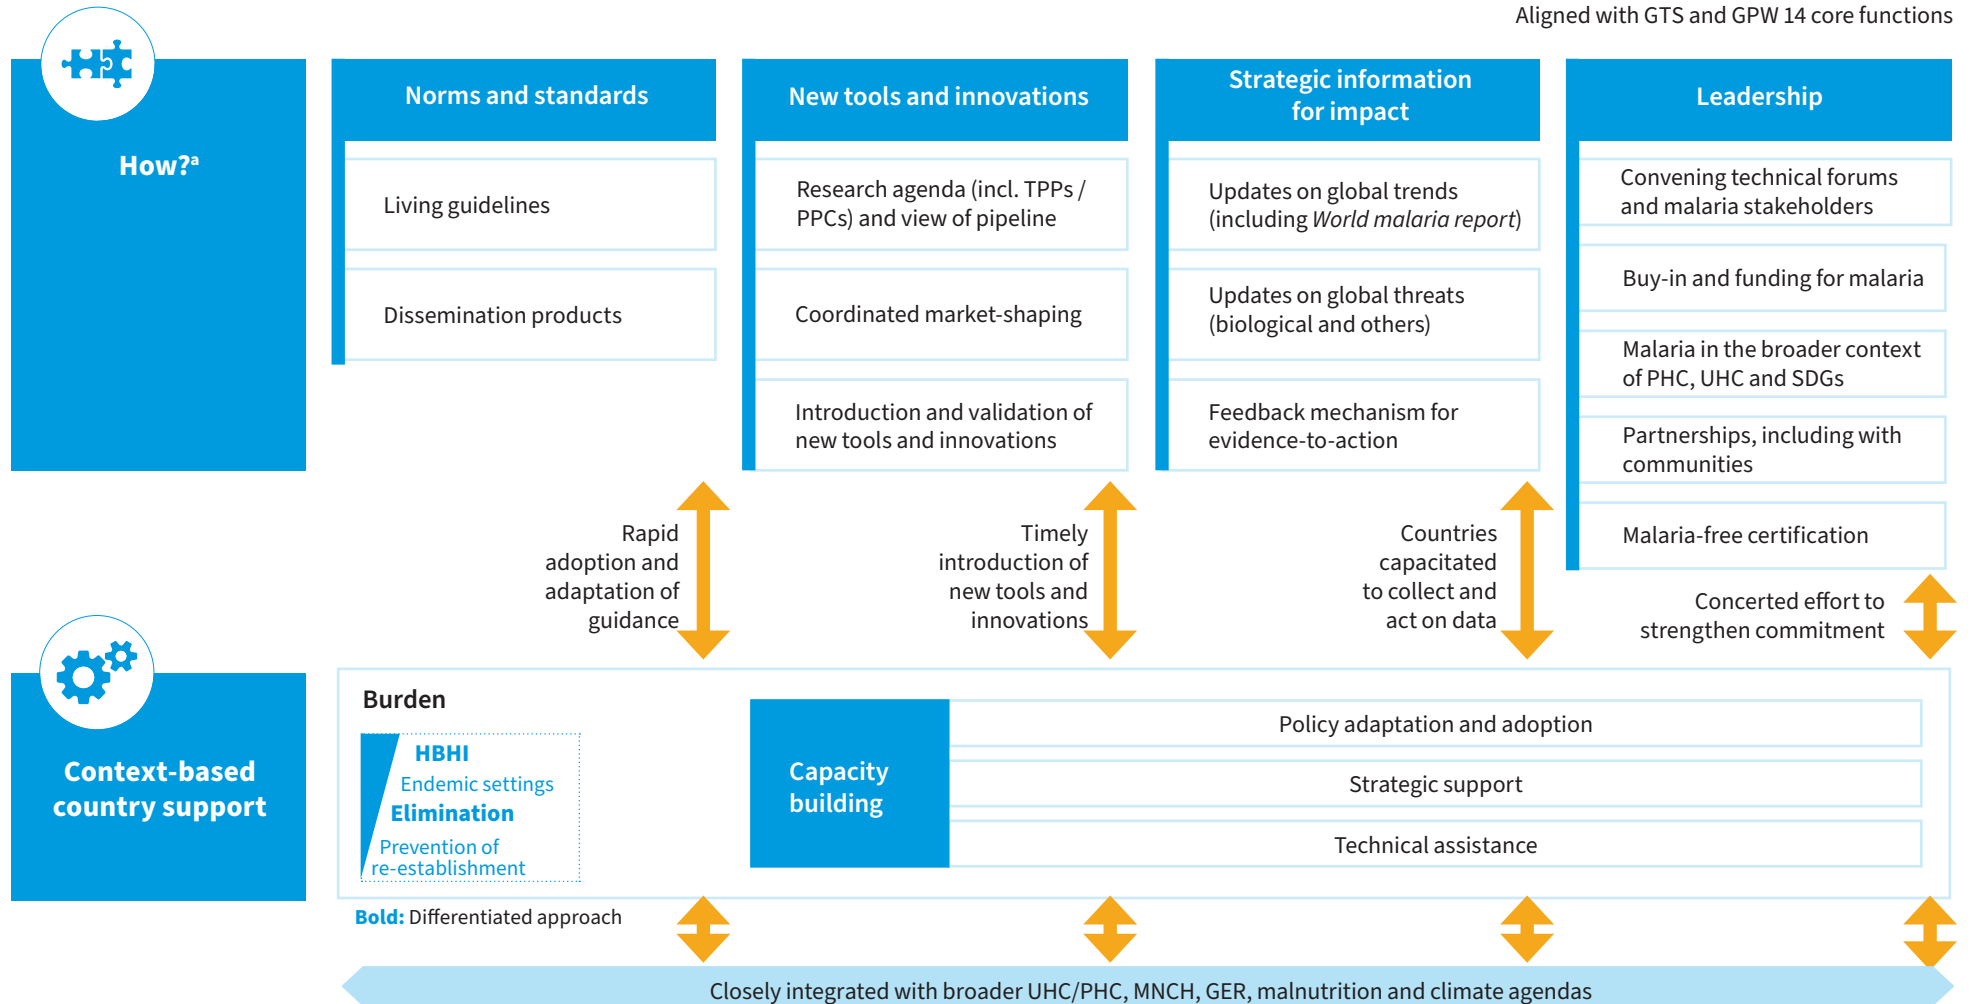 Aligned with GTS and GPW 14 core functions
How?ᵃ
Norms and standards
Living guidelines
Dissemination products
New tools and innovations
Research agenda (incl. TPPs /
PPCs) and view of pipeline
Coordinated market-shaping
Introduction and validation of
new tools and innovations
Strategic information
for impact
Updates on global trends
(including World malaria report)
Updates on global threats
(biological and others)
Feedback mechanism for
evidence-to-action
Leadership
Convening technical forums
and malaria stakeholders
Buy-in and funding for malaria
Malaria in the broader context
of PHC, UHC and SDGs
Partnerships, including with
communities
Malaria-free certification
Rapid
adoption and
adaptation of
guidance
Timely
introduction of
new tools and
innovations
Countries
capacitated
to collect and
act on data
Concerted effort to
strengthen commitment
Context-based
country support
Burden
HBHI
Endemic settings
Elimination
Prevention of
re-establishment
Capacity
building
Policy adaptation and adoption
Strategic support
Technical assistance
Bold: Differentiated approach
Closely integrated with broader UHC/PHC, MNCH, GER, malnutrition and climate agendas